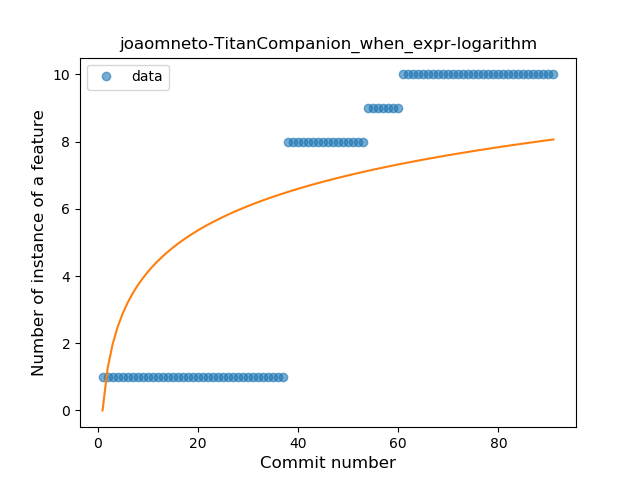 joaomneto-TitanCompanion_when_expr-logarithm
data
Number of instance of a feature
10
8
6
4
2
0
0 20 40 60 80
Commit number